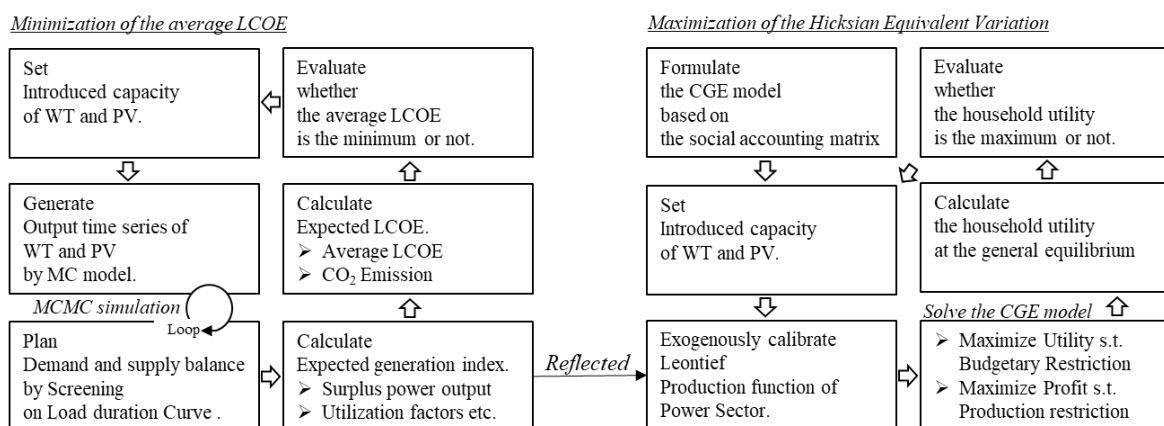 Minimization of the average LCOE
Set
Introduced capacity
of WT and PV.
Evaluate
whether
the average LCOE
is the minimum or not.
Generate
Output time series of
WT and PV
by MC model.
Calculate
Expected LCOE.
➢ Average LCOE
➢ CO₂ Emission
MCMC simulation
Loop
Plan
Demand and supply balance
by Screening
on Load duration Curve .
Calculate
Expected generation index.
➢ Surplus power output
➢ Utilization factors etc.
Reflected
Maximization of the Hicksian Equivalent Variation
Formulate
the CGE model
based on
the social accounting matrix
Evaluate
whether
the household utility
is the maximum or not.
Set
Introduced capacity
of WT and PV.
Calculate
the household utility
at the general equilibrium
Exogenously calibrate
Leontief
Production function of
Power Sector.
Solve the CGE model
➢ Maximize Utility s.t.
Budgetary Restriction
➢ Maximize Profit s.t.
Production restriction